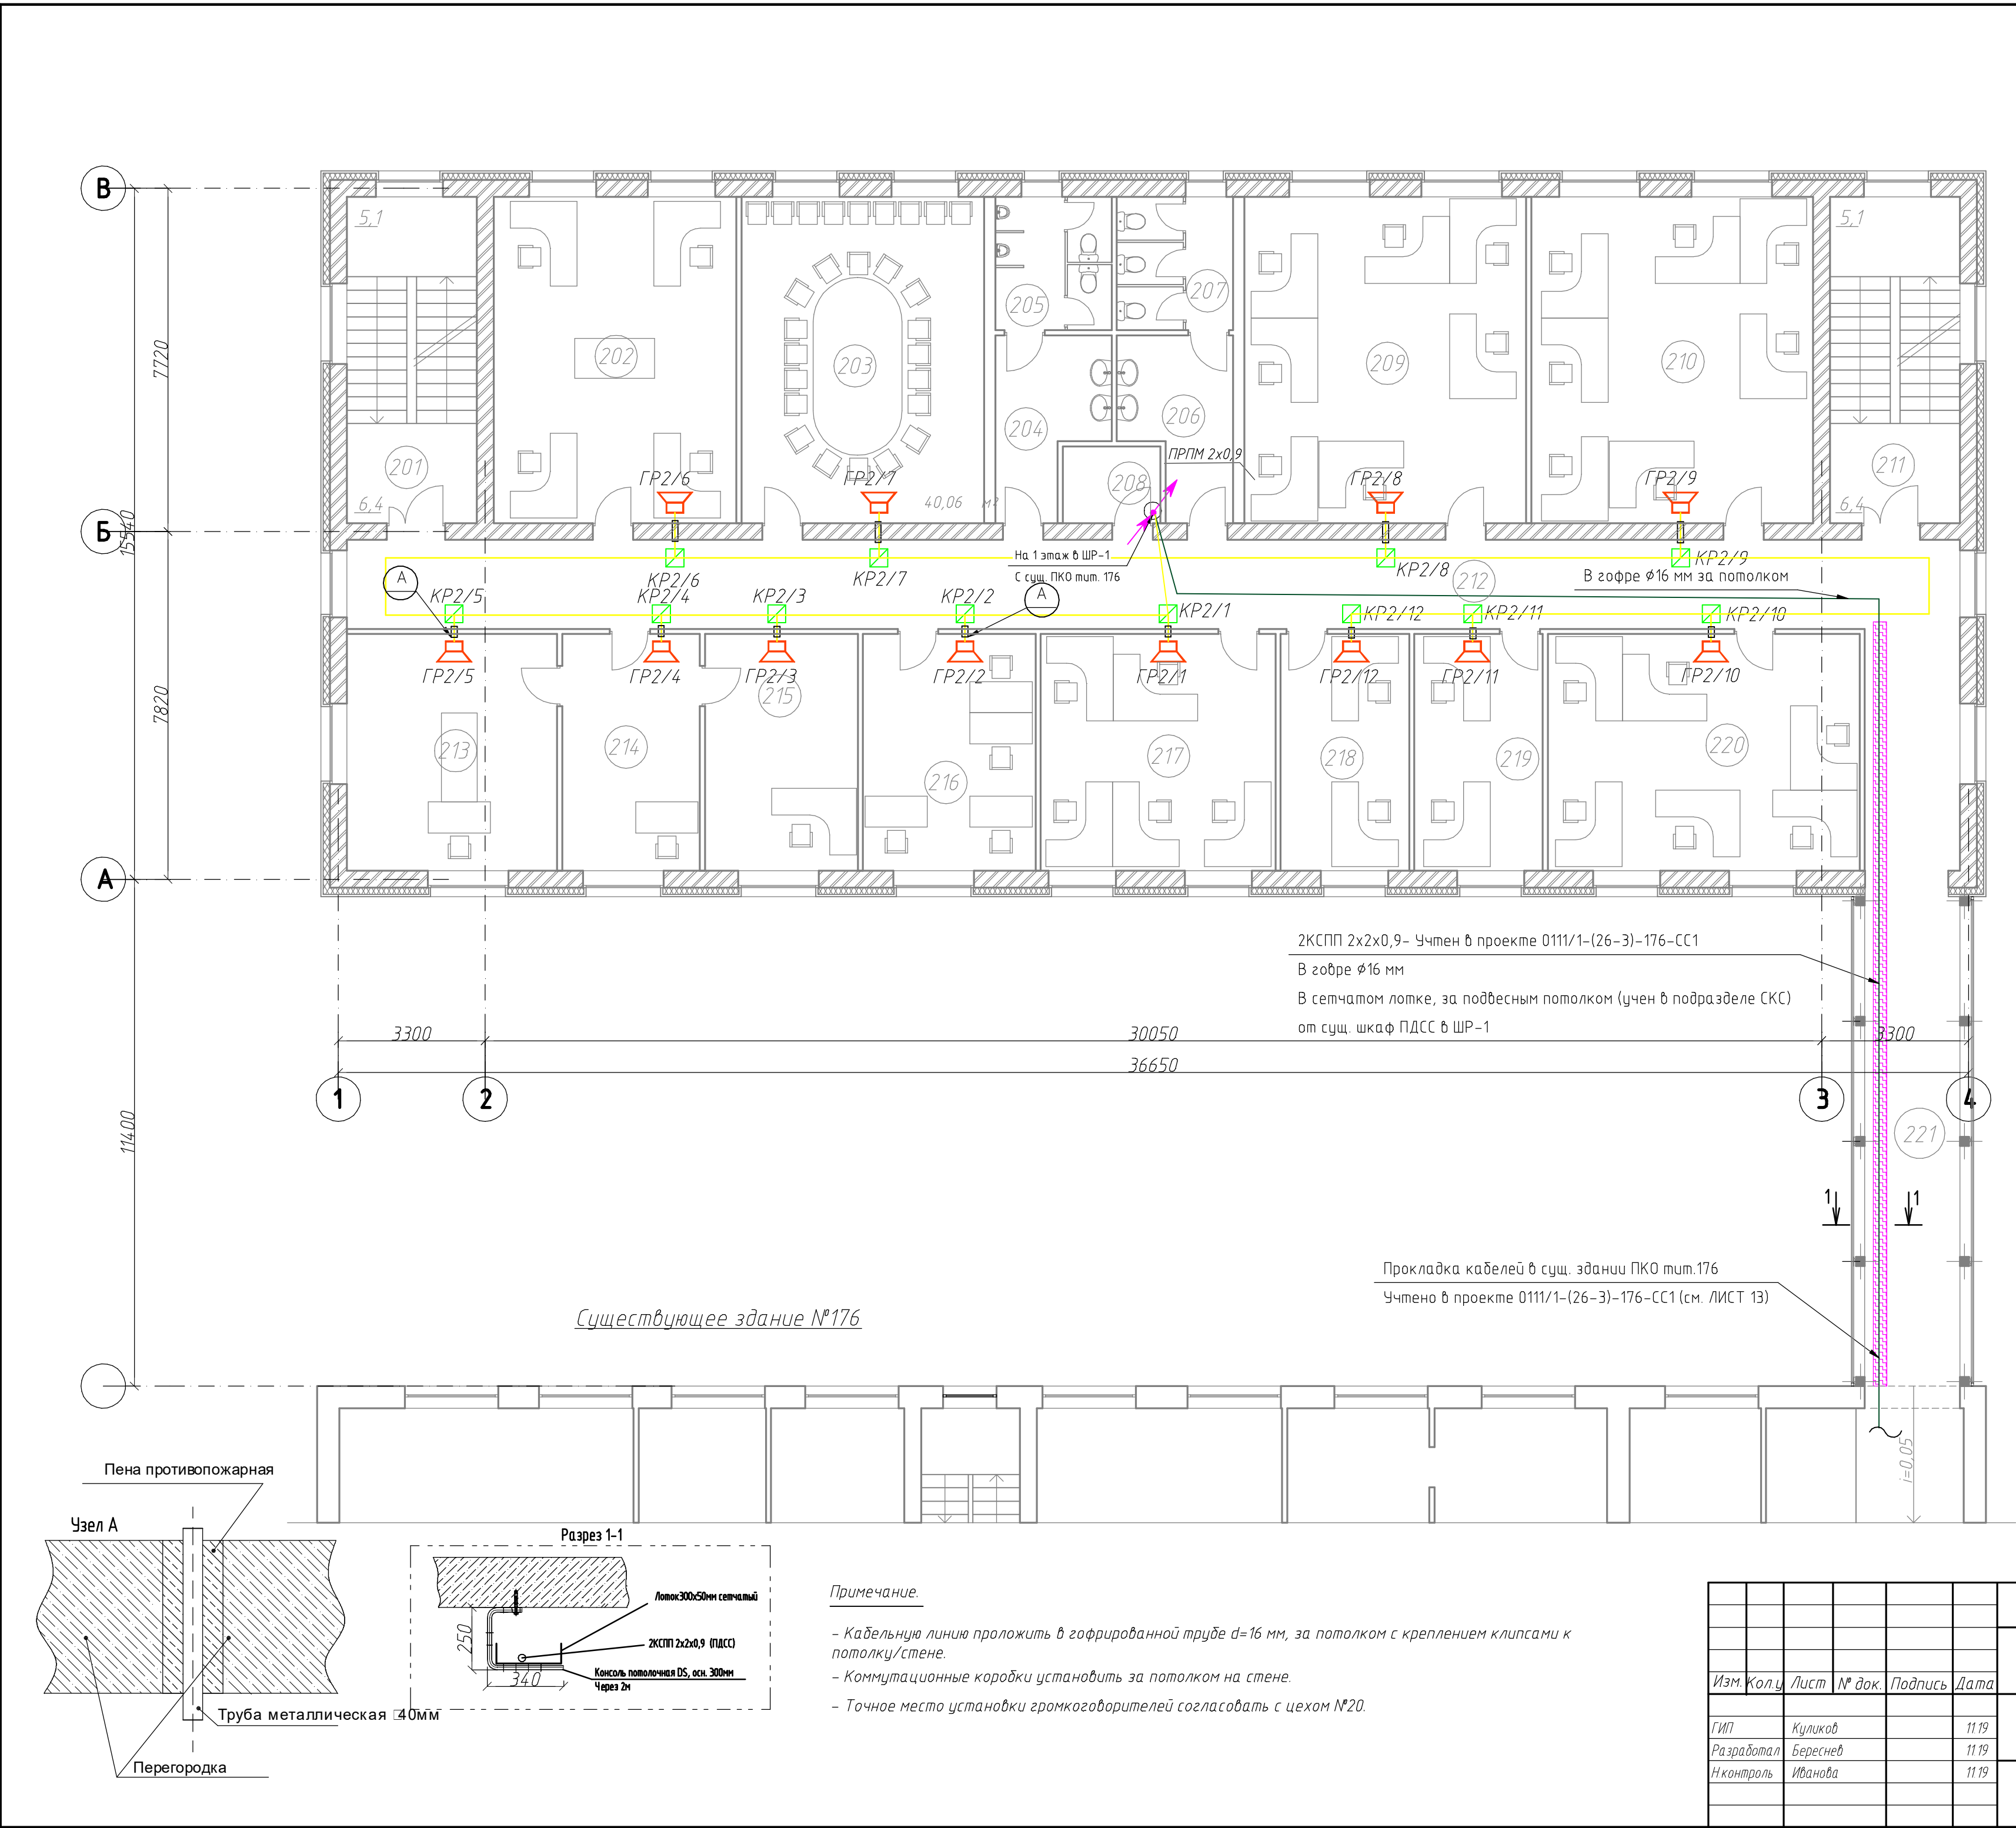 В
Б
А
7720
15540
7820
11400
5,1
201
6,4
202
203
40,06 м²
204
205
206
207
208
209
210
5,1
211
6,4
ПРПМ 2х0,9
ГР2/6
ГР2/7
ГР2/8
ГР2/9
КР2/6
КР2/7
КР2/8
КР2/9
На 1 этаж в ШР-1
С сущ. ПКО тит. 176
212
В гофре ⌀16 мм за потолком
А
А
КР2/5
КР2/4
КР2/3
КР2/2
КР2/1
КР2/12
КР2/11
КР2/10
ГР2/5
ГР2/4
ГР2/3
ГР2/2
ГР2/1
ГР2/12
ГР2/11
ГР2/10
213
214
215
216
217
218
219
220
2КСПП 2х2х0,9- Учтен в проекте 0111/1-(26-3)-176-СС1
В говре ⌀16 мм
В сетчатом лотке, за подвесным потолком (учен в подразделе СКС)
от сущ. шкаф ПДСС в ШР-1
3300
30050
3300
36650
1
2
3
4
221
1
1
Прокладка кабелей в сущ. здании ПКО тит.176
Учтено в проекте 0111/1-(26-3)-176-СС1 (см. ЛИСТ 13)
Существующее здание №176
i=0,05
Пена противопожарная
Узел А
Труба металлическая □40мм
Перегородка
Разрез 1-1
Лоток300х50мм сетчатый
2КСПП 2х2х0,9 (ПДСС)
Консоль потолочная DS, осн. 300мм
Через 2м
250
340
Примечание.
- Кабельную линию проложить в гофрированной трубе d=16 мм, за потолком с креплением клипсами к
потолку/стене.
- Коммутационные коробки установить за потолком на стене.
- Точное место установки громкоговорителей согласовать с цехом №20.
Изм. Кол.у Лист № док. Подпись Дата
ГИП Куликов 11.19
Разработал Береснев 11.19
Н.контроль Иванова 11.19